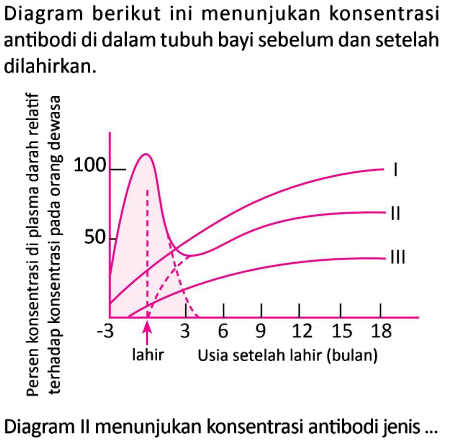 Diagram berikut ini menunjukan konsentrasi
antibodi di dalam tubuh bayi sebelum dan setelah
dilahirkan.
Persen konsentrasi di plasma darah relatif
terhadap konsentrasi pada orang dewasa
100
50
I
II
III
-3 3 6 9 12 15 18
lahir Usia setelah lahir (bulan)
Diagram II menunjukan konsentrasi antibodi jenis ...